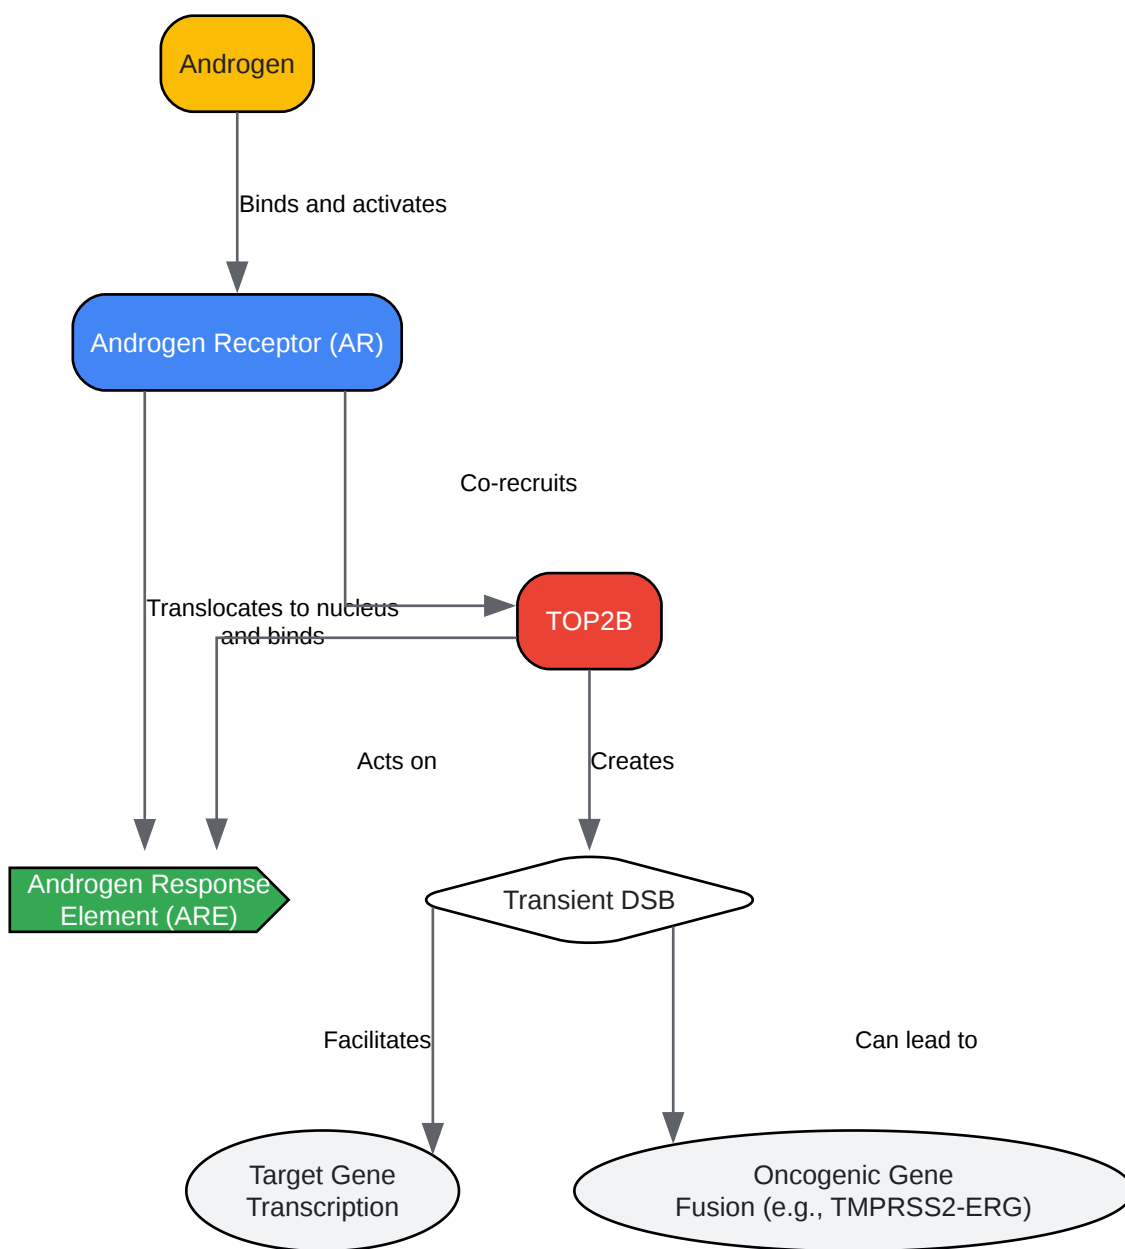 Androgen
Binds and activates
Androgen Receptor (AR)
Co-recruits
Translocates to nucleus
and binds
TOP2B
Acts on
Creates
Androgen Response
Element (ARE)
Transient DSB
Facilitates
Can lead to
Target Gene
Transcription
Oncogenic Gene
Fusion (e.g., TMPRSS2-ERG)